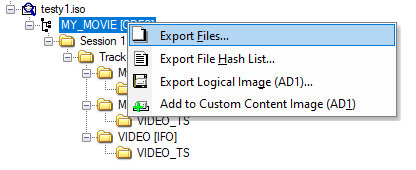 testy1.iso
MY_MOVIE
Session 1
Track
Export Files...
Export File Hash List...
Export Logical Image (AD1)...
Add to Custom Content Image (AD1)
M
M
VIDEO_TS
VIDEO [IFO]
VIDEO_TS